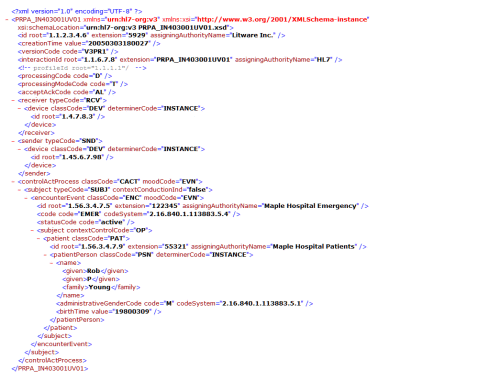 <?xml version="1.0" encoding="UTF-8" ?>
− <PRPA_IN403001UV01 xmlns="urn:hl7-org:v3" xmlns:xsi="http://www.w3.org/2001/XMLSchema-instance"
xsi:schemaLocation="urn:hl7-org:v3 PRPA_IN403001UV01.xsd">
<id root="1.1.2.3.4.6" extension="5929" assigningAuthorityName="Litware Inc." />
<creationTime value="20050303180027" />
<versionCode code="V3PR1" />
<interactionId root="1.1.6.7.8" extension="PRPA_IN403001UV01" assigningAuthorityName="HL7" />
<!-- profileId root="1.1.1.1"/ -->
<processingCode code="D" />
<processingModeCode code="T" />
<acceptAckCode code="AL" />
− <receiver typeCode="RCV">
− <device classCode="DEV" determinerCode="INSTANCE">
<id root="1.4.7.8.3" />
</device>
</receiver>
− <sender typeCode="SND">
− <device classCode="DEV" determinerCode="INSTANCE">
<id root="1.45.6.7.98" />
</device>
</sender>
− <controlActProcess classCode="CACT" moodCode="EVN">
− <subject typeCode="SUBJ" contextConductionInd="false">
− <encounterEvent classCode="ENC" moodCode="EVN">
<id root="1.56.3.4.7.5" extension="122345" assigningAuthorityName="Maple Hospital Emergency" />
<code code="EMER" codeSystem="2.16.840.1.113883.5.4" />
<statusCode code="active" />
− <subject contextControlCode="OP">
− <patient classCode="PAT">
<id root="1.56.3.4.7.9" extension="55321" assigningAuthorityName="Maple Hospital Patients" />
− <patientPerson classCode="PSN" determinerCode="INSTANCE">
− <name>
<given>Rob</given>
<given>P</given>
<family>Young</family>
</name>
<administrativeGenderCode code="M" codeSystem="2.16.840.1.113883.5.1" />
<birthTime value="19800309" />
</patientPerson>
</patient>
</subject>
</encounterEvent>
</subject>
</controlActProcess>
</PRPA_IN403001UV01>